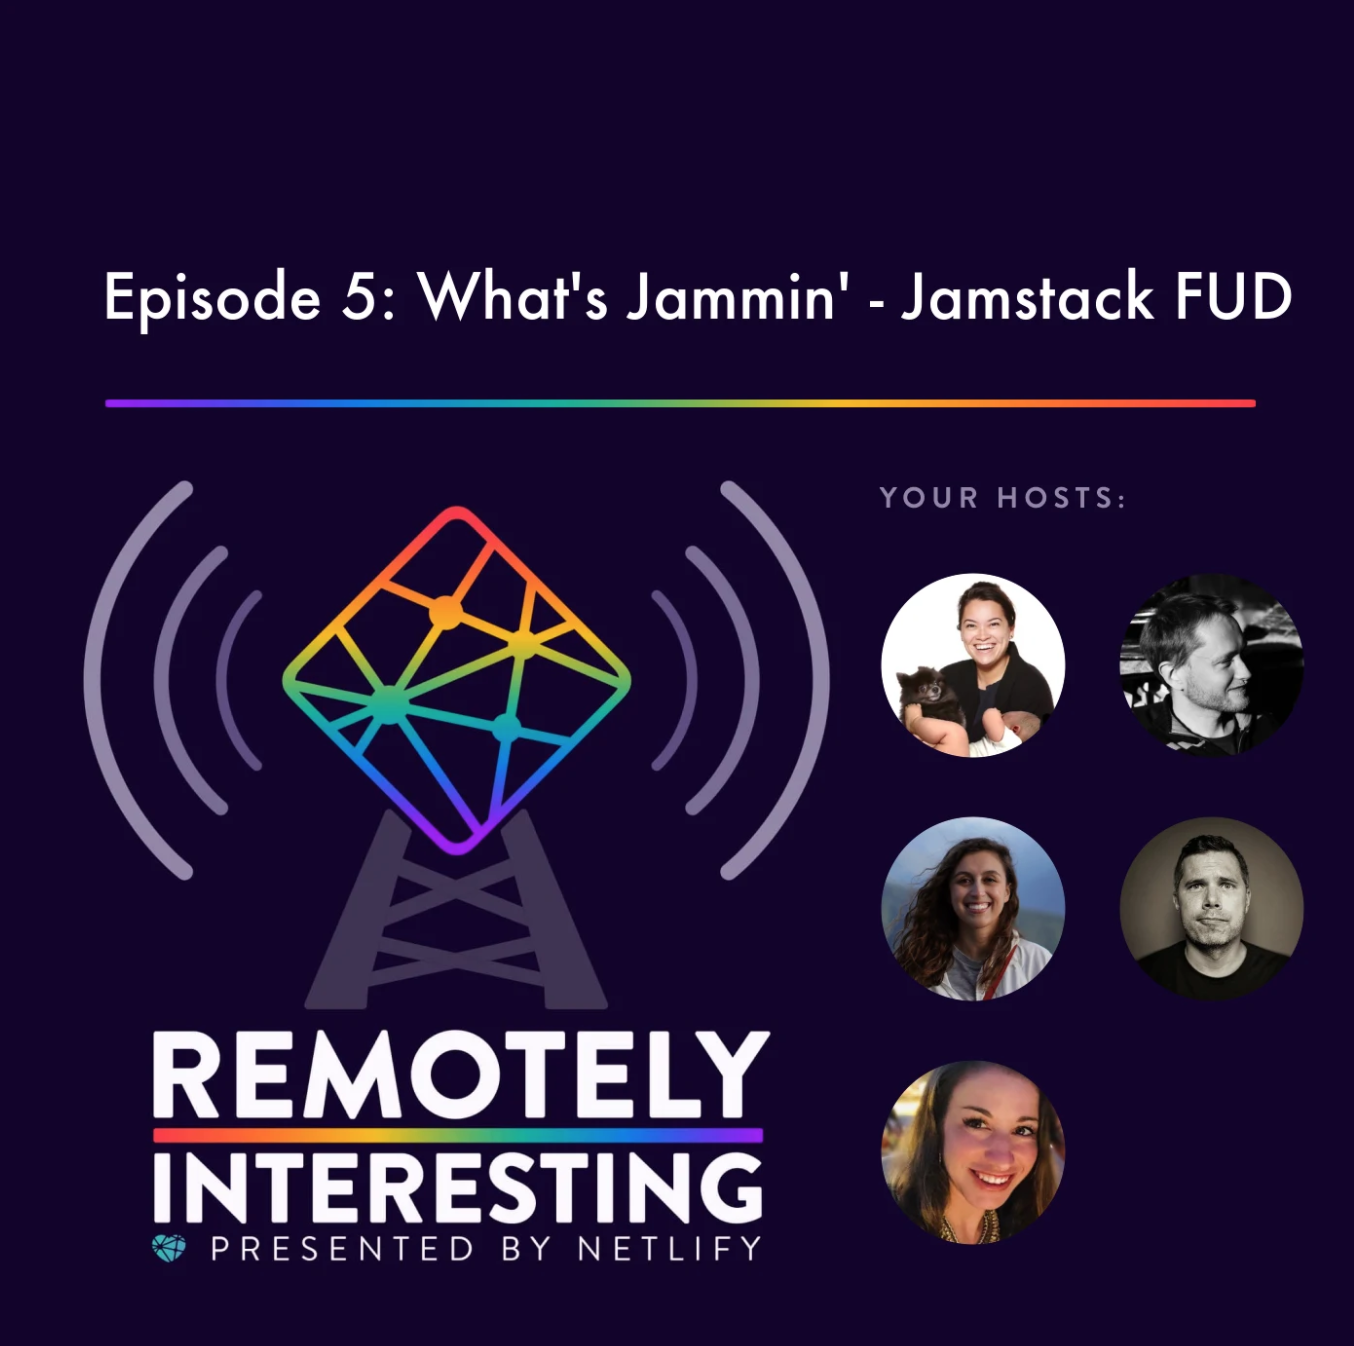 Episode 5: What's Jammin' - Jamstack FUD
YOUR HOSTS:
REMOTELY
INTERESTING
PRESENTED BY NETLIFY